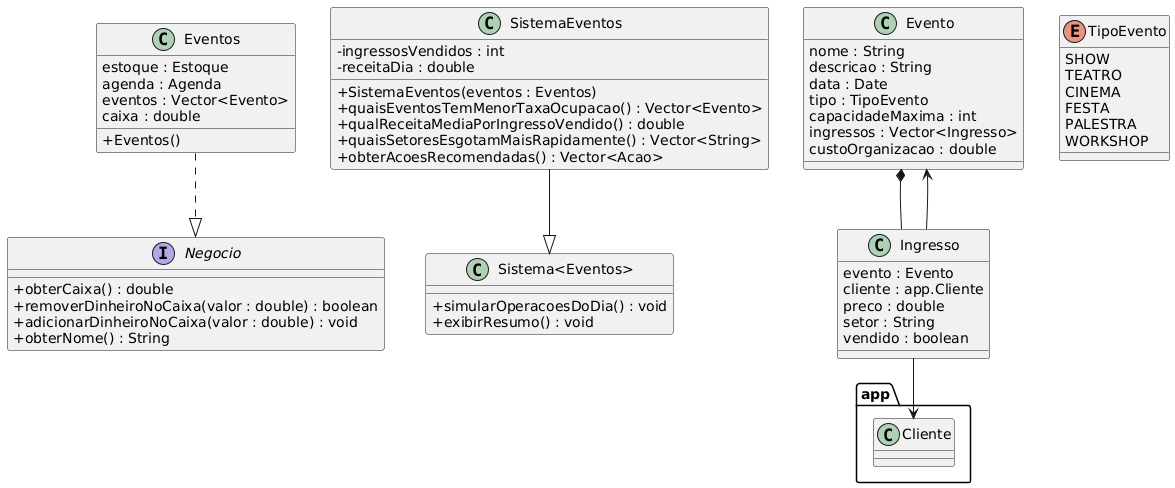 C Eventos
estoque : Estoque
agenda : Agenda
eventos : Vector<Evento>
caixa : double
+Eventos()
C SistemaEventos
-ingressosVendidos : int
-receitaDia : double
+SistemaEventos(eventos : Eventos)
+quaisEventosTemMenorTaxaOcupacao() : Vector<Evento>
+qualReceitaMediaPorIngressoVendido() : double
+quaisSetoresEsgotamMaisRapidamente() : Vector<String>
+obterAcoesRecomendadas() : Vector<Acao>
C Evento
nome : String
descricao : String
data : Date
tipo : TipoEvento
capacidadeMaxima : int
ingressos : Vector<Ingresso>
custoOrganizacao : double
E TipoEvento
SHOW
TEATRO
CINEMA
FESTA
PALESTRA
WORKSHOP
I Negocio
+obterCaixa() : double
+removerDinheiroNoCaixa(valor : double) : boolean
+adicionarDinheiroNoCaixa(valor : double) : void
+obterNome() : String
C Sistema<Eventos>
+simularOperacoesDoDia() : void
+exibirResumo() : void
C Ingresso
evento : Evento
cliente : app.Cliente
preco : double
setor : String
vendido : boolean
app
C Cliente